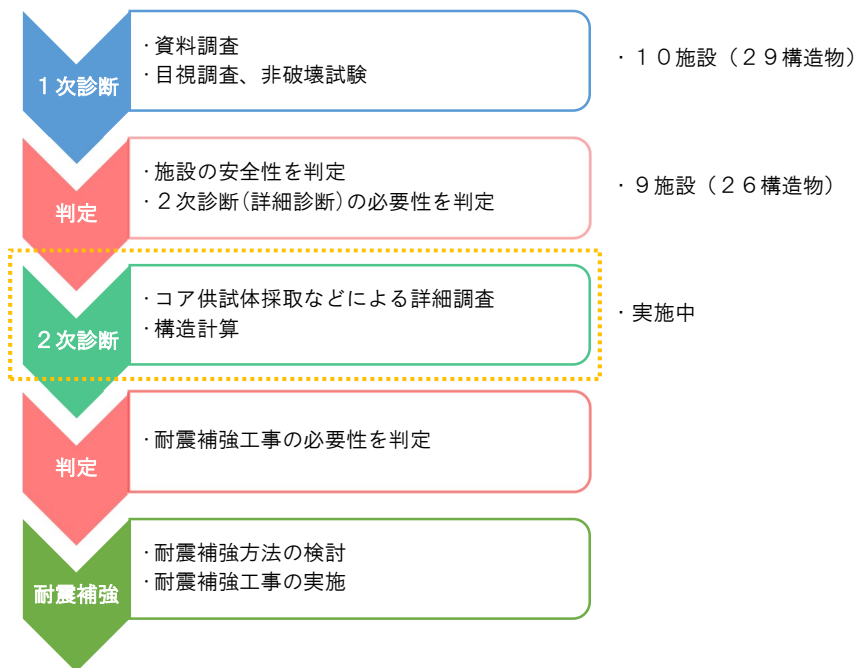 １次診断
・資料調査
・目視調査、非破壊試験
・１０施設（２９構造物）
判定
・施設の安全性を判定
・２次診断(詳細診断)の必要性を判定
・９施設（２６構造物）
２次診断
・コア供試体採取などによる詳細調査
・構造計算
・実施中
判定
・耐震補強工事の必要性を判定
耐震補強
・耐震補強方法の検討
・耐震補強工事の実施